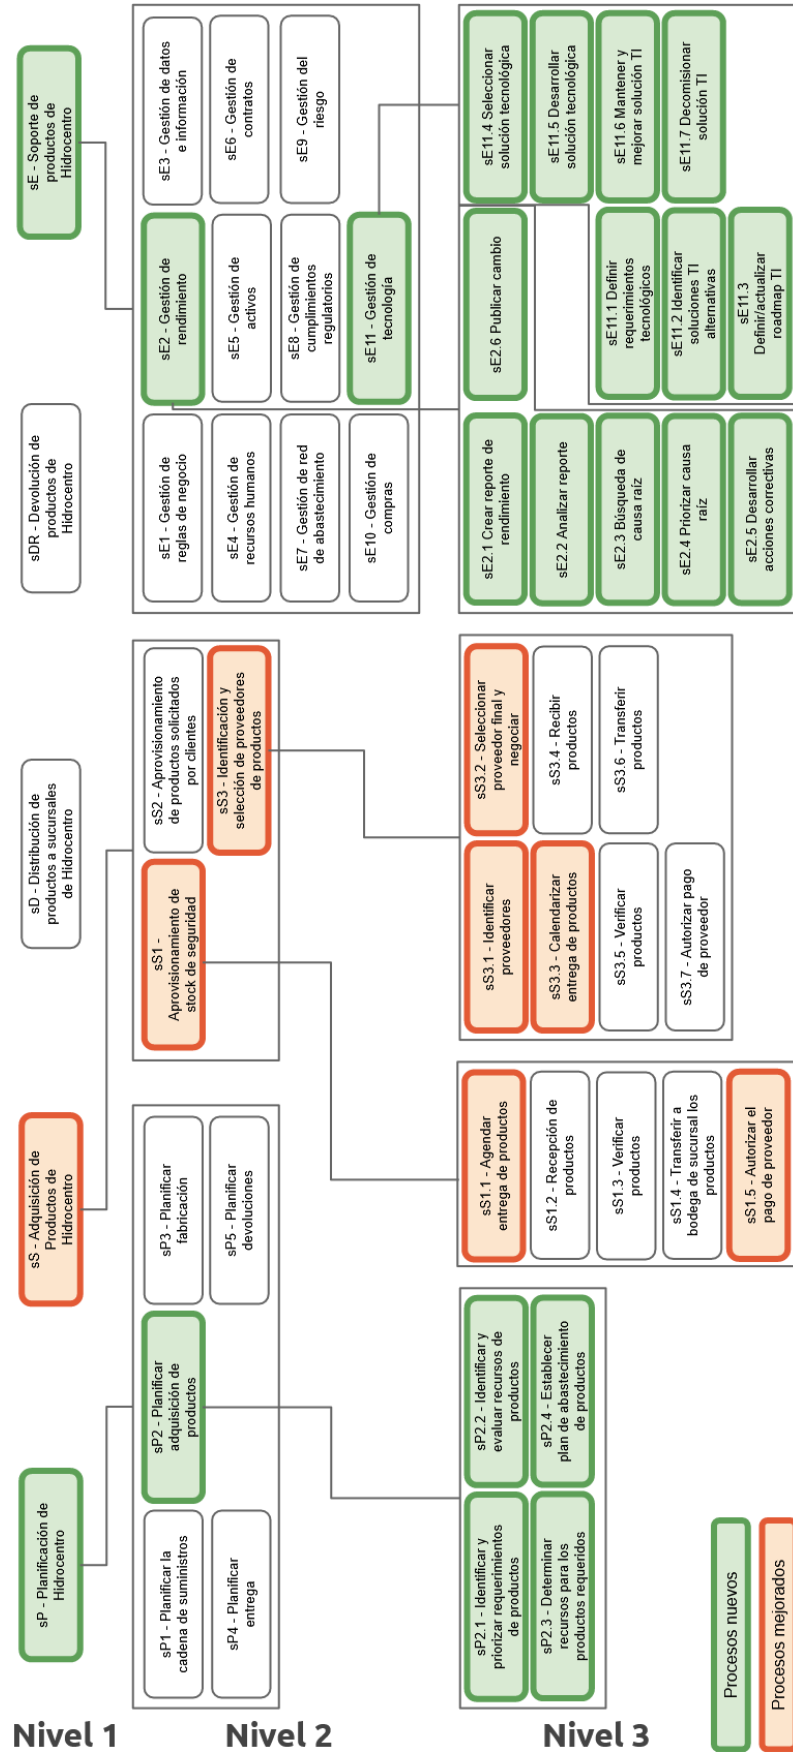 Nivel 1
sP - Planificación de
Hidrocentro
sS - Adquisición de
Productos de
Hidrocentro
sD - Distribución de
productos a sucursales
de Hidrocentro
sDR - Devolución de
productos de
Hidrocentro
sE - Soporte de
productos de
Hidrocentro
Nivel 2
sP1 - Planificar la
cadena de suministros
sP2 - Planificar
adquisición de
productos
sP3 - Planificar
fabricación
sP4 - Planificar
entrega
sP5 - Planificar
devoluciones
sS1 -
Aprovisionamiento de
stock de seguridad
sS2 - Aprovisionamiento
de productos solicitados
por clientes
sS3 - Identificación y
selección de proveedores
de productos
sE1 - Gestión de
reglas de negocio
sE2 - Gestión de
rendimiento
sE3 - Gestión de datos
e información
sE4 - Gestión de
recursos humanos
sE5 - Gestión de
activos
sE6 - Gestión de
contratos
sE7 - Gestión de red
de abastecimiento
sE8 - Gestión de
cumplimientos
regulatorios
sE9 - Gestión del
riesgo
sE10 - Gestión de
compras
sE11 - Gestión de
tecnología
Nivel 3
sP2.1 - Identificar y
priorizar requerimientos
de productos
sP2.2 - Identificar y
evaluar recursos de
productos
sP2.3 - Determinar
recursos para los
productos requeridos
sP2.4 - Establecer
plan de abastecimiento
de productos
sS1.1 - Agendar
entrega de productos
sS1.2 - Recepción de
productos
sS1.3 - Verificar
productos
sS1.4 - Transferir a
bodega de sucursal los
productos
sS1.5 - Autorizar el
pago de proveedor
sS3.1 - Identificar
proveedores
sS3.2 - Seleccionar
proveedor final y
negociar
sS3.3 - Calendarizar
entrega de productos
sS3.4 - Recibir
productos
sS3.5 - Verificar
productos
sS3.6 - Transferir
productos
sS3.7 - Autorizar pago
de proveedor
sE2.1 Crear reporte de
rendimiento
sE2.6 Publicar cambio
sE2.2 Analizar reporte
sE2.3 Búsqueda de
causa raíz
sE2.4 Priorizar causa
raíz
sE2.5 Desarrollar
acciones correctivas
sE11.1 Definir
requerimientos
tecnológicos
sE11.2 Identificar
soluciones TI
alternativas
sE11.3
Definir/actualizar
roadmap TI
sE11.4 Seleccionar
solución tecnológica
sE11.5 Desarrollar
solución tecnológica
sE11.6 Mantener y
mejorar solución TI
sE11.7 Decomisionar
solución TI
Procesos nuevos
Procesos mejorados